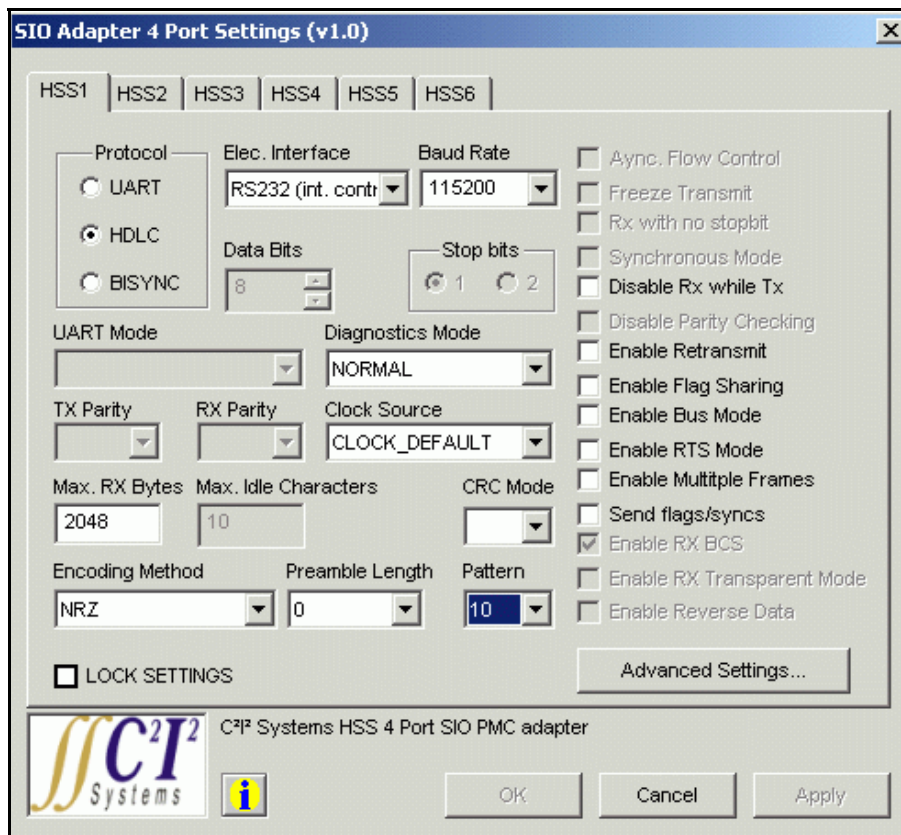 SIO Adapter 4 Port Settings (v1.0)
HSS1 HSS2 HSS3 HSS4 HSS5 HSS6
Protocol
UART
HDLC
BISYNC
Elec. Interface
RS232 (int. contr
Baud Rate
115200
Data Bits
8
Stop bits
1 2
UART Mode
Diagnostics Mode
NORMAL
TX Parity
RX Parity
Clock Source
CLOCK_DEFAULT
Max. RX Bytes
2048
Max. Idle Characters
10
CRC Mode
Encoding Method
NRZ
Preamble Length
0
Pattern
10
Aync. Flow Control
Freeze Transmit
Rx with no stopbit
Synchronous Mode
Disable Rx while Tx
Disable Parity Checking
Enable Retransmit
Enable Flag Sharing
Enable Bus Mode
Enable RTS Mode
Enable Multitple Frames
Send flags/syncs
Enable RX BCS
Enable RX Transparent Mode
Enable Reverse Data
LOCK SETTINGS
Advanced Settings...
C²I² Systems
C²I² Systems HSS 4 Port SIO PMC adapter
i
OK
Cancel
Apply